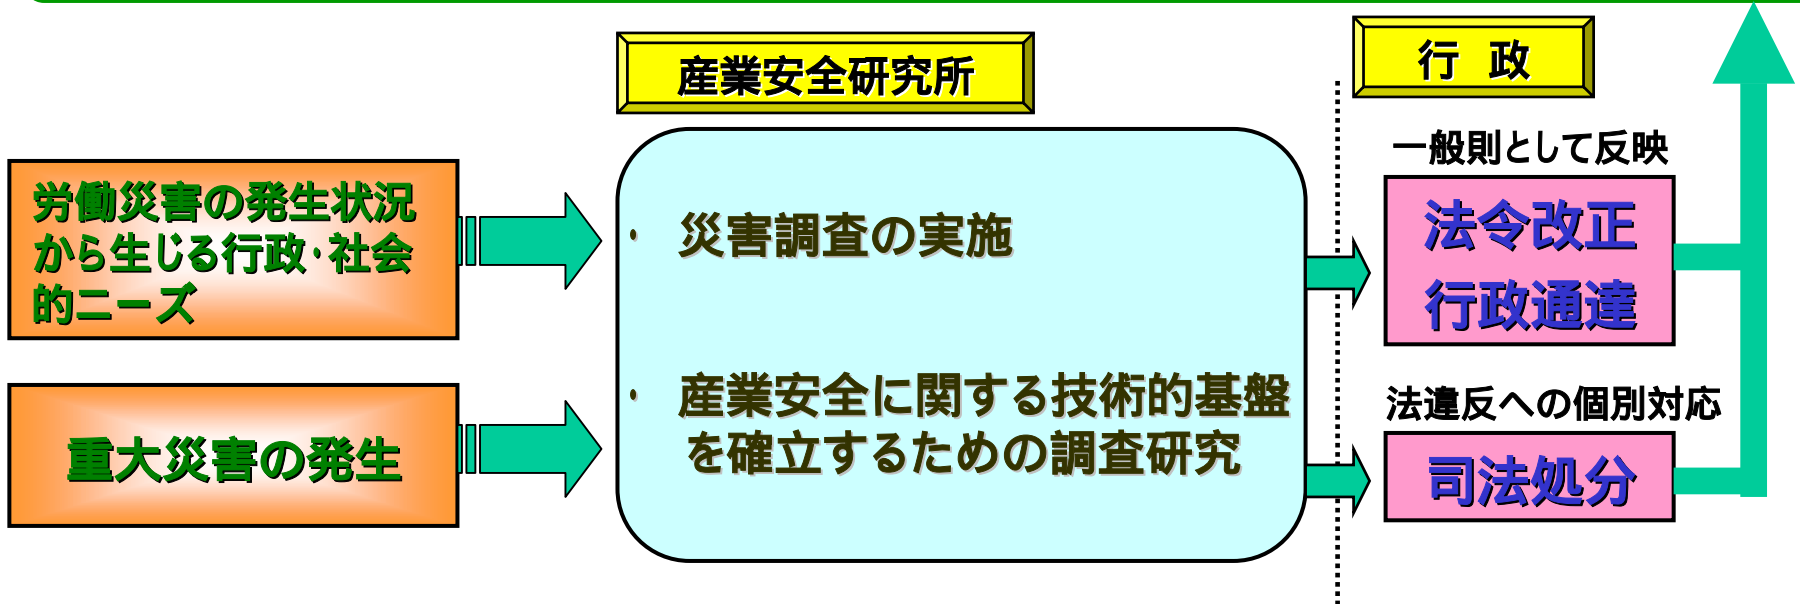 産業安全研究所
行 政
労働災害の発生状況
から生じる行政・社会
的ニーズ
重大災害の発生
・ 災害調査の実施
・ 産業安全に関する技術的基盤
を確立するための調査研究
一般則として反映
法令改正
行政通達
法違反への個別対応
司法処分